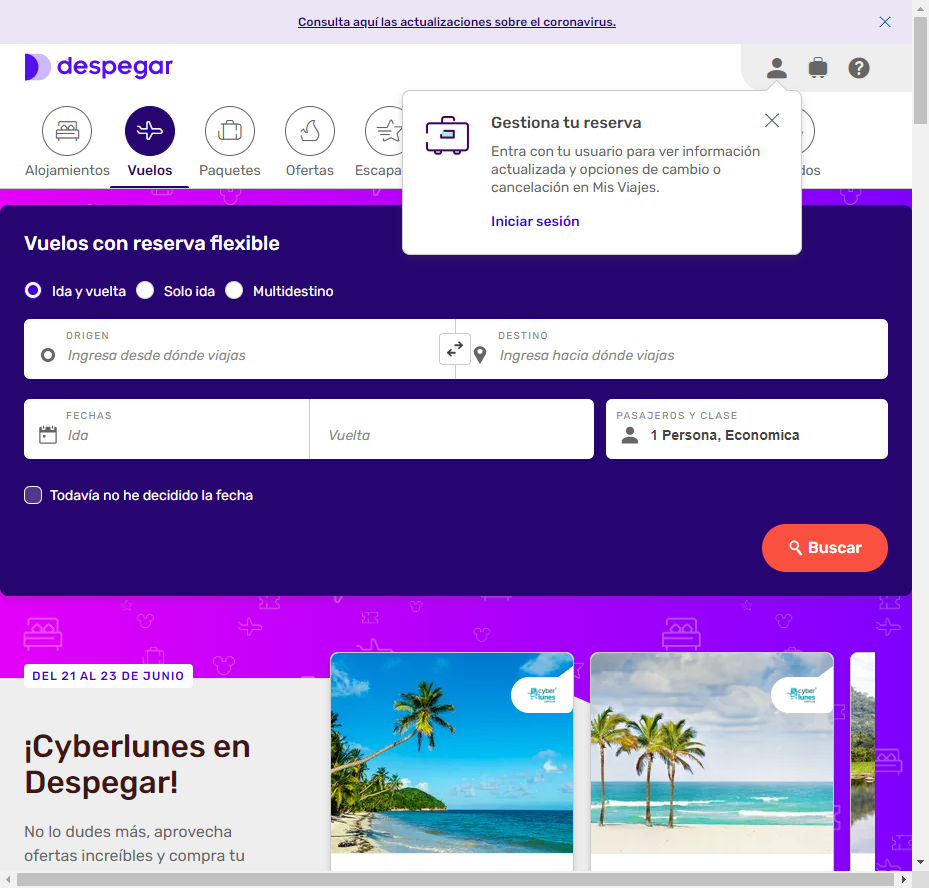 Consulta aquí las actualizaciones sobre el coronavirus.
despegar
Alojamientos
Vuelos
Paquetes
Ofertas
Escapa
dos
Gestiona tu reserva
Entra con tu usuario para ver información
actualizada y opciones de cambio o
cancelación en Mis Viajes.
Iniciar sesión
Vuelos con reserva flexible
Ida y vuelta
Solo ida
Multidestino
ORIGEN
Ingresa desde dónde viajas
DESTINO
Ingresa hacia dónde viajas
FECHAS
Ida
Vuelta
PASAJEROS Y CLASE
1 Persona, Economica
Todavía no he decidido la fecha
Buscar
DEL 21 AL 23 DE JUNIO
¡Cyberlunes en
Despegar!
No lo dudes más, aprovecha
ofertas increíbles y compra tu
cyber
lunes
cyber
lunes